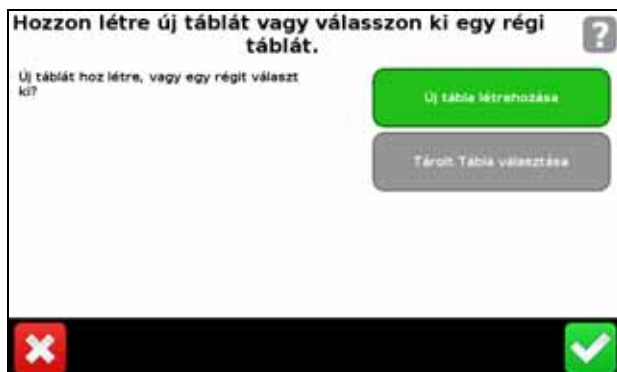 Hozzon létre új táblát vagy válasszon ki egy régi
táblát.
?
Új táblát hoz létre, vagy egy régit választ
ki?
Új tábla létrehozása
Tárolt Tábla választása